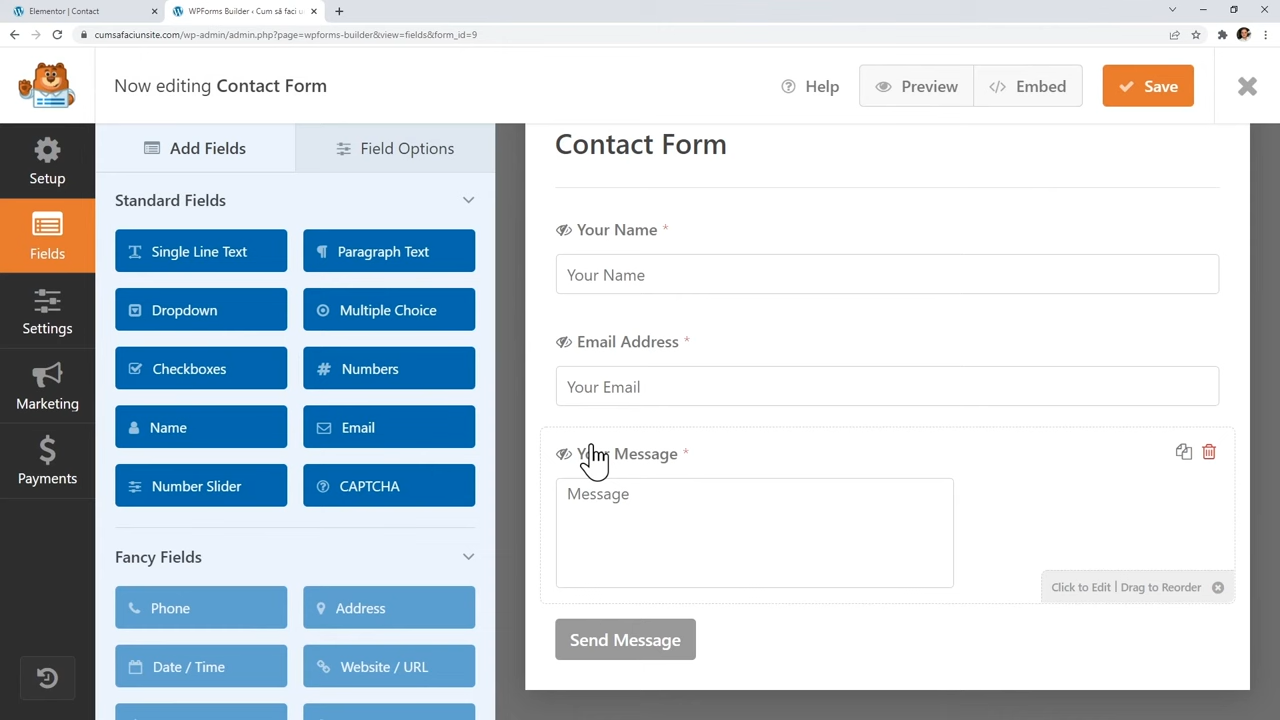 Elementor | Contact
WPForms Builder ‹ Cum să faci un
cumsafaciunsite.com/wp-admin/admin.php?page=wpforms-builder&view=fields&form_id=9
Now editing Contact Form
Help
Preview
Embed
Save
Setup
Fields
Settings
Marketing
Payments
Add Fields
Field Options
Standard Fields
Single Line Text
Paragraph Text
Dropdown
Multiple Choice
Checkboxes
Numbers
Name
Email
Number Slider
CAPTCHA
Fancy Fields
Phone
Address
Date / Time
Website / URL
Contact Form
Your Name *
Your Name
Email Address *
Your Email
Your Message *
Message
Click to Edit | Drag to Reorder
Send Message